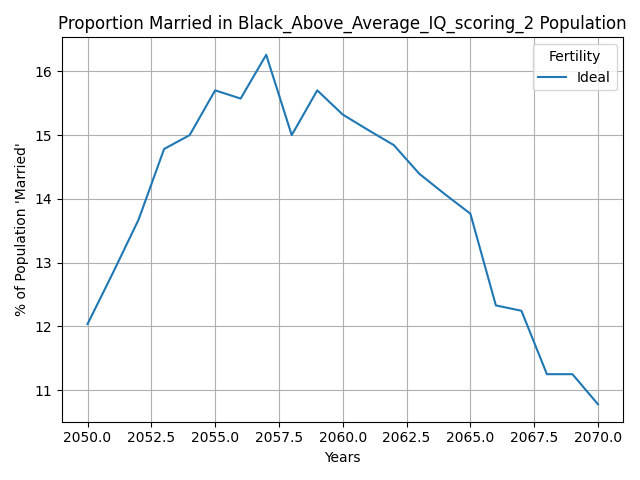 Proportion Married in Black_Above_Average_IQ_scoring_2 Population
Fertility
Ideal
% of Population 'Married'
16
15
14
13
12
11
2050.0 2052.5 2055.0 2057.5 2060.0 2062.5 2065.0 2067.5 2070.0
Years